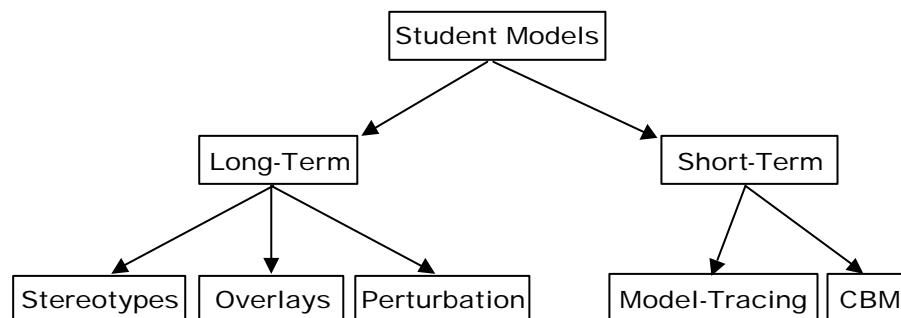 Student Models
Long-Term
Short-Term
Stereotypes
Overlays
Perturbation
Model-Tracing
CBM